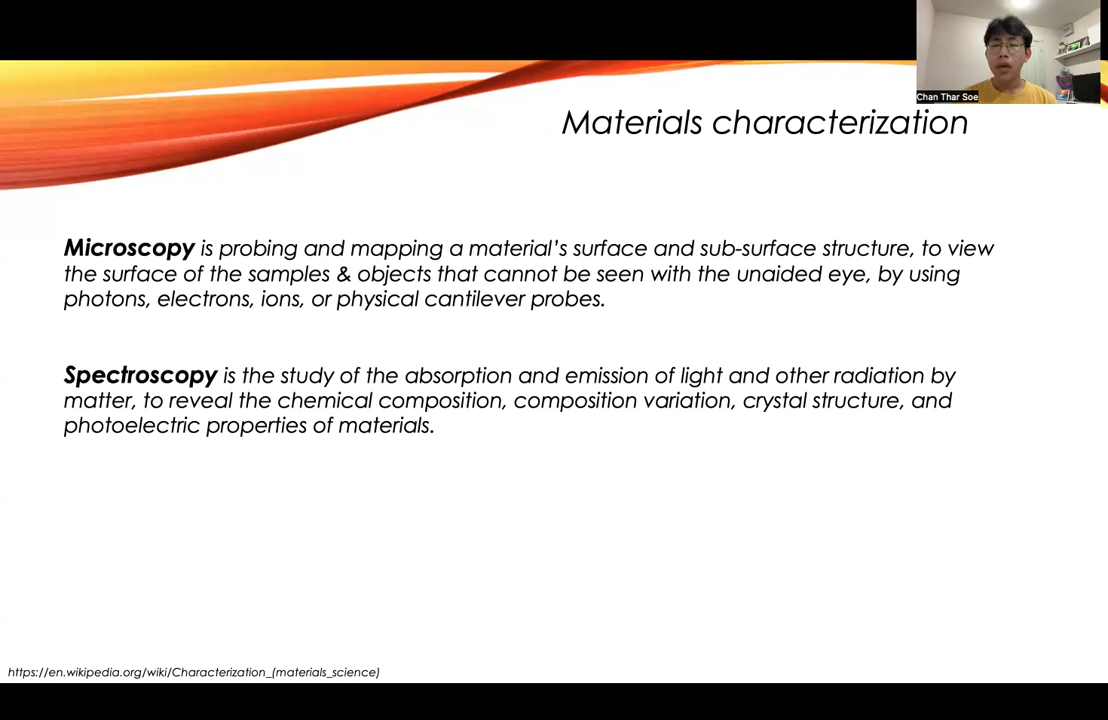 Chan Thar Soe
Materials characterization
Microscopy is probing and mapping a material’s surface and sub-surface structure, to view
the surface of the samples & objects that cannot be seen with the unaided eye, by using
photons, electrons, ions, or physical cantilever probes.
Spectroscopy is the study of the absorption and emission of light and other radiation by
matter, to reveal the chemical composition, composition variation, crystal structure, and
photoelectric properties of materials.
https://en.wikipedia.org/wiki/Characterization_(materials_science)